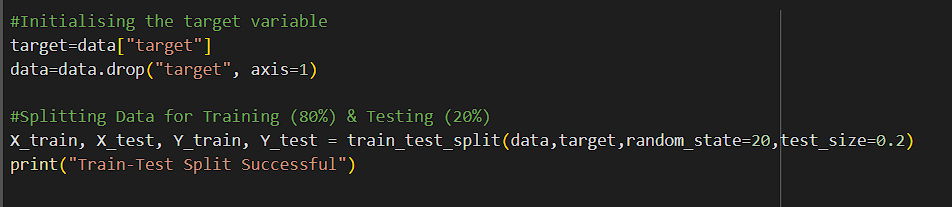 #Initialising the target variable
target=data["target"]
data=data.drop("target", axis=1)
#Splitting Data for Training (80%) & Testing (20%)
X_train, X_test, Y_train, Y_test = train_test_split(data,target,random_state=20,test_size=0.2)
print("Train-Test Split Successful")